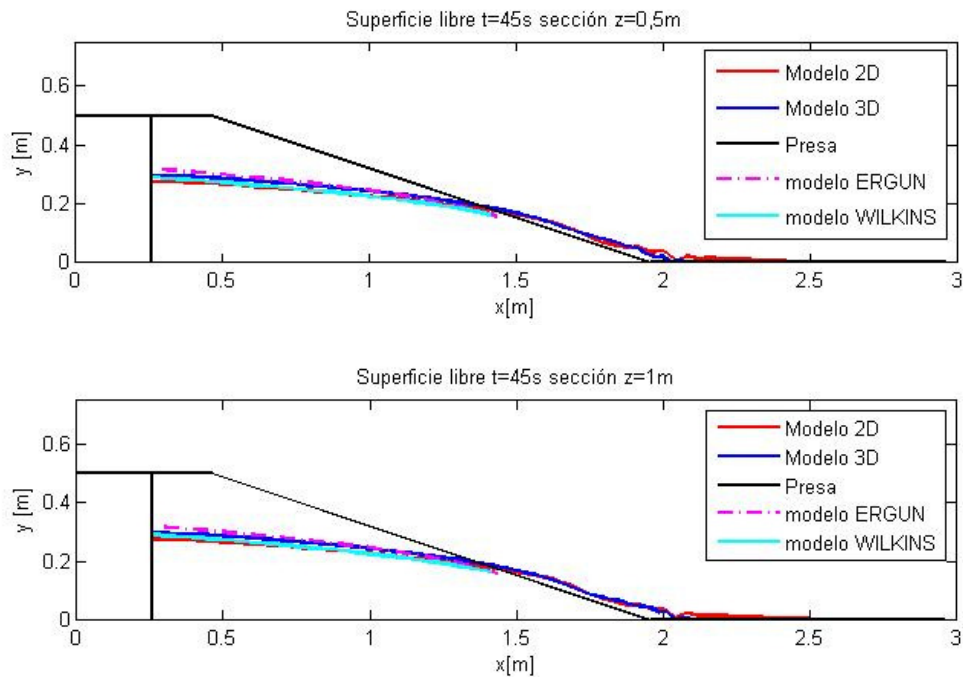 Superficie libre t=45s sección z=0,5m
Modelo 2D
Modelo 3D
Presa
modelo ERGUN
modelo WILKINS
y [m]
0.6
0.4
0.2
0
0 0.5 1 1.5 2 2.5 3
x[m]
Superficie libre t=45s sección z=1m
Modelo 2D
Modelo 3D
Presa
modelo ERGUN
modelo WILKINS
y [m]
0.6
0.4
0.2
0
0 0.5 1 1.5 2 2.5 3
x[m]